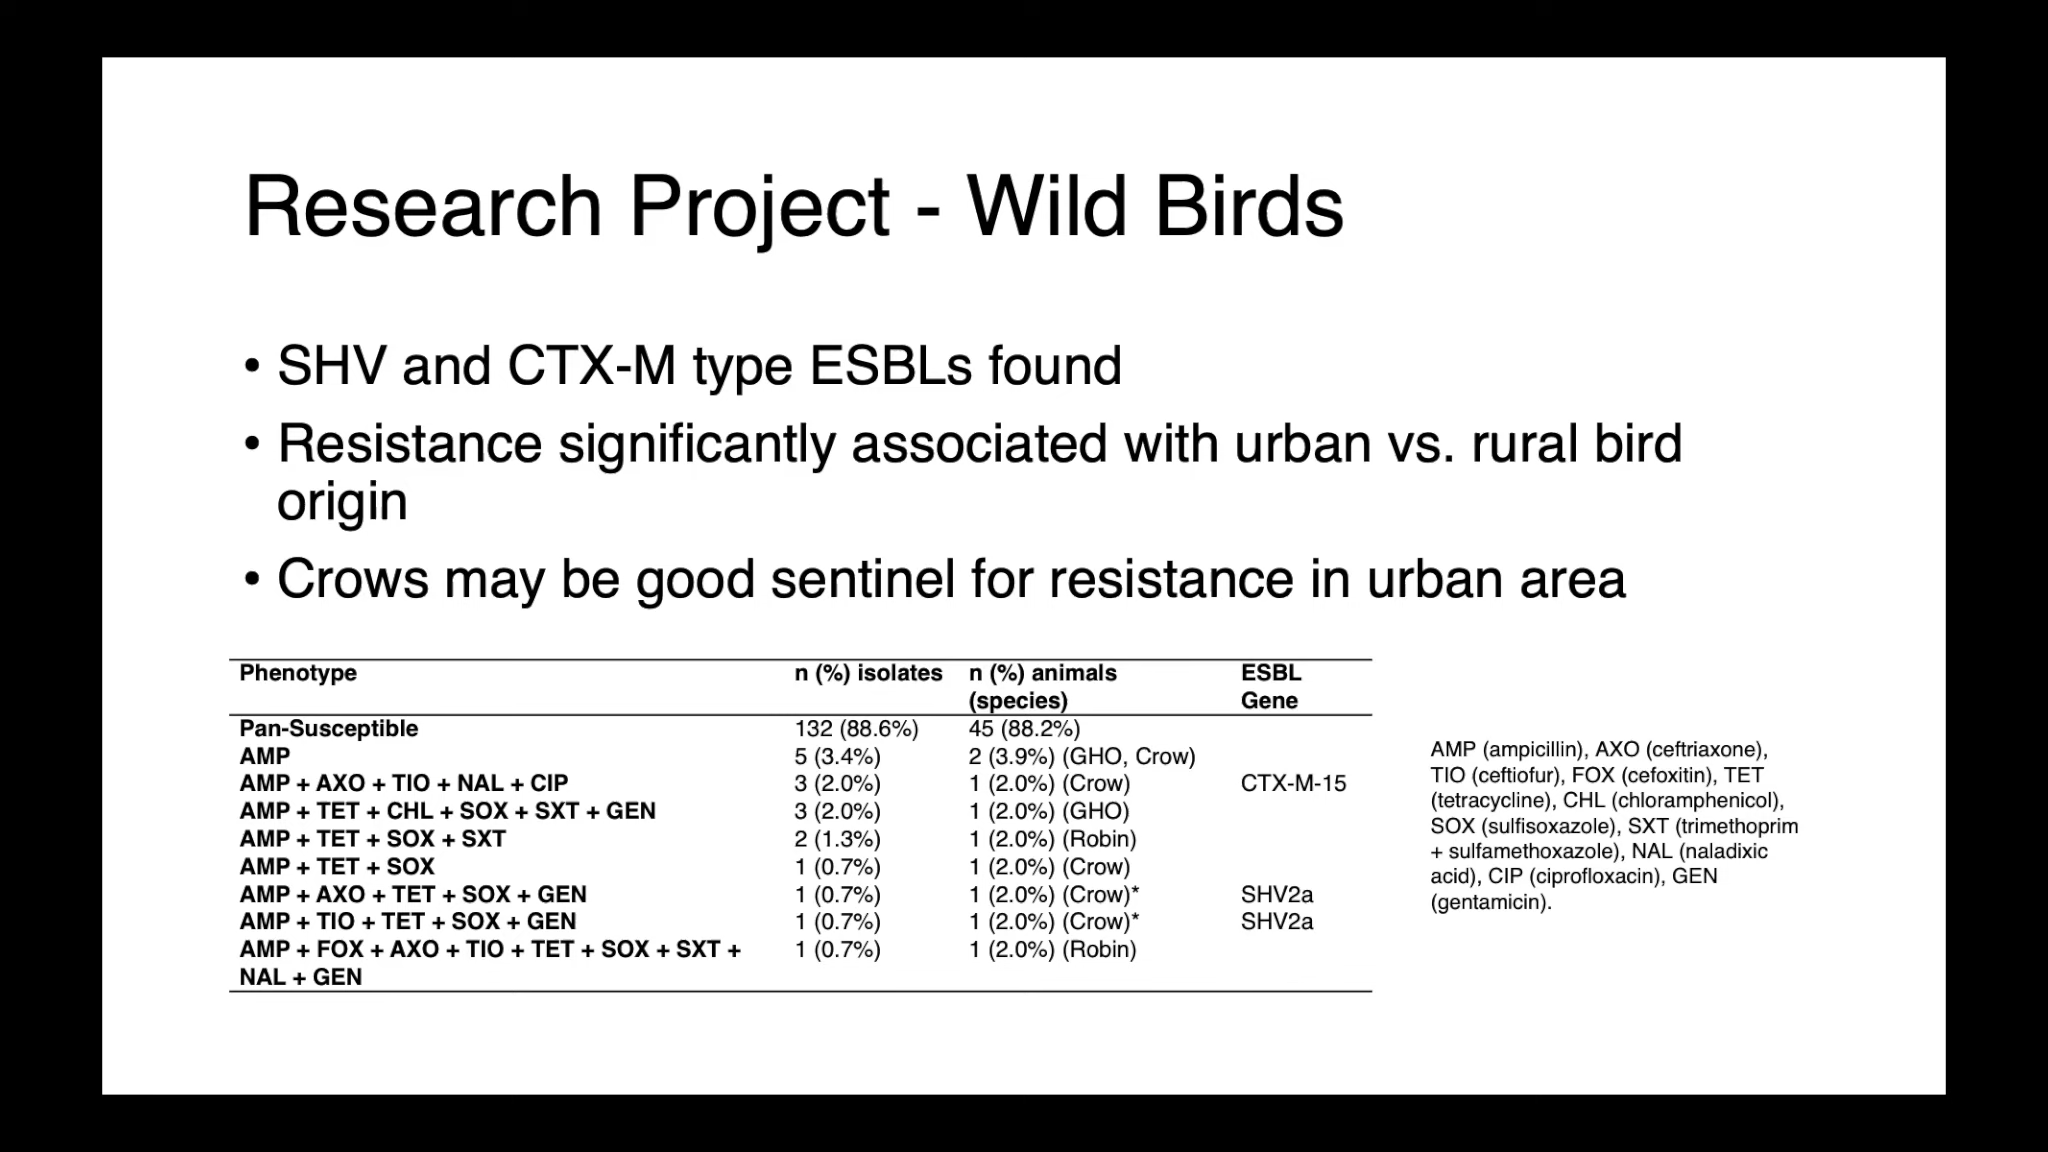 Research Project - Wild Birds
• SHV and CTX-M type ESBLs found
• Resistance significantly associated with urban vs. rural bird
origin
• Crows may be good sentinel for resistance in urban area
Phenotype n (%) isolates n (%) animals (species) ESBL Gene
Pan-Susceptible 132 (88.6%) 45 (88.2%)
AMP 5 (3.4%) 2 (3.9%) (GHO, Crow)
AMP + AXO + TIO + NAL + CIP 3 (2.0%) 1 (2.0%) (Crow) CTX-M-15
AMP + TET + CHL + SOX + SXT + GEN 3 (2.0%) 1 (2.0%) (GHO)
AMP + TET + SOX + SXT 2 (1.3%) 1 (2.0%) (Robin)
AMP + TET + SOX 1 (0.7%) 1 (2.0%) (Crow)
AMP + AXO + TET + SOX + GEN 1 (0.7%) 1 (2.0%) (Crow)* SHV2a
AMP + TIO + TET + SOX + GEN 1 (0.7%) 1 (2.0%) (Crow)* SHV2a
AMP + FOX + AXO + TIO + TET + SOX + SXT + 1 (0.7%) 1 (2.0%) (Robin)
NAL + GEN
AMP (ampicillin), AXO (ceftriaxone),
TIO (ceftiofur), FOX (cefoxitin), TET
(tetracycline), CHL (chloramphenicol),
SOX (sulfisoxazole), SXT (trimethoprim
+ sulfamethoxazole), NAL (naladixic
acid), CIP (ciprofloxacin), GEN
(gentamicin).